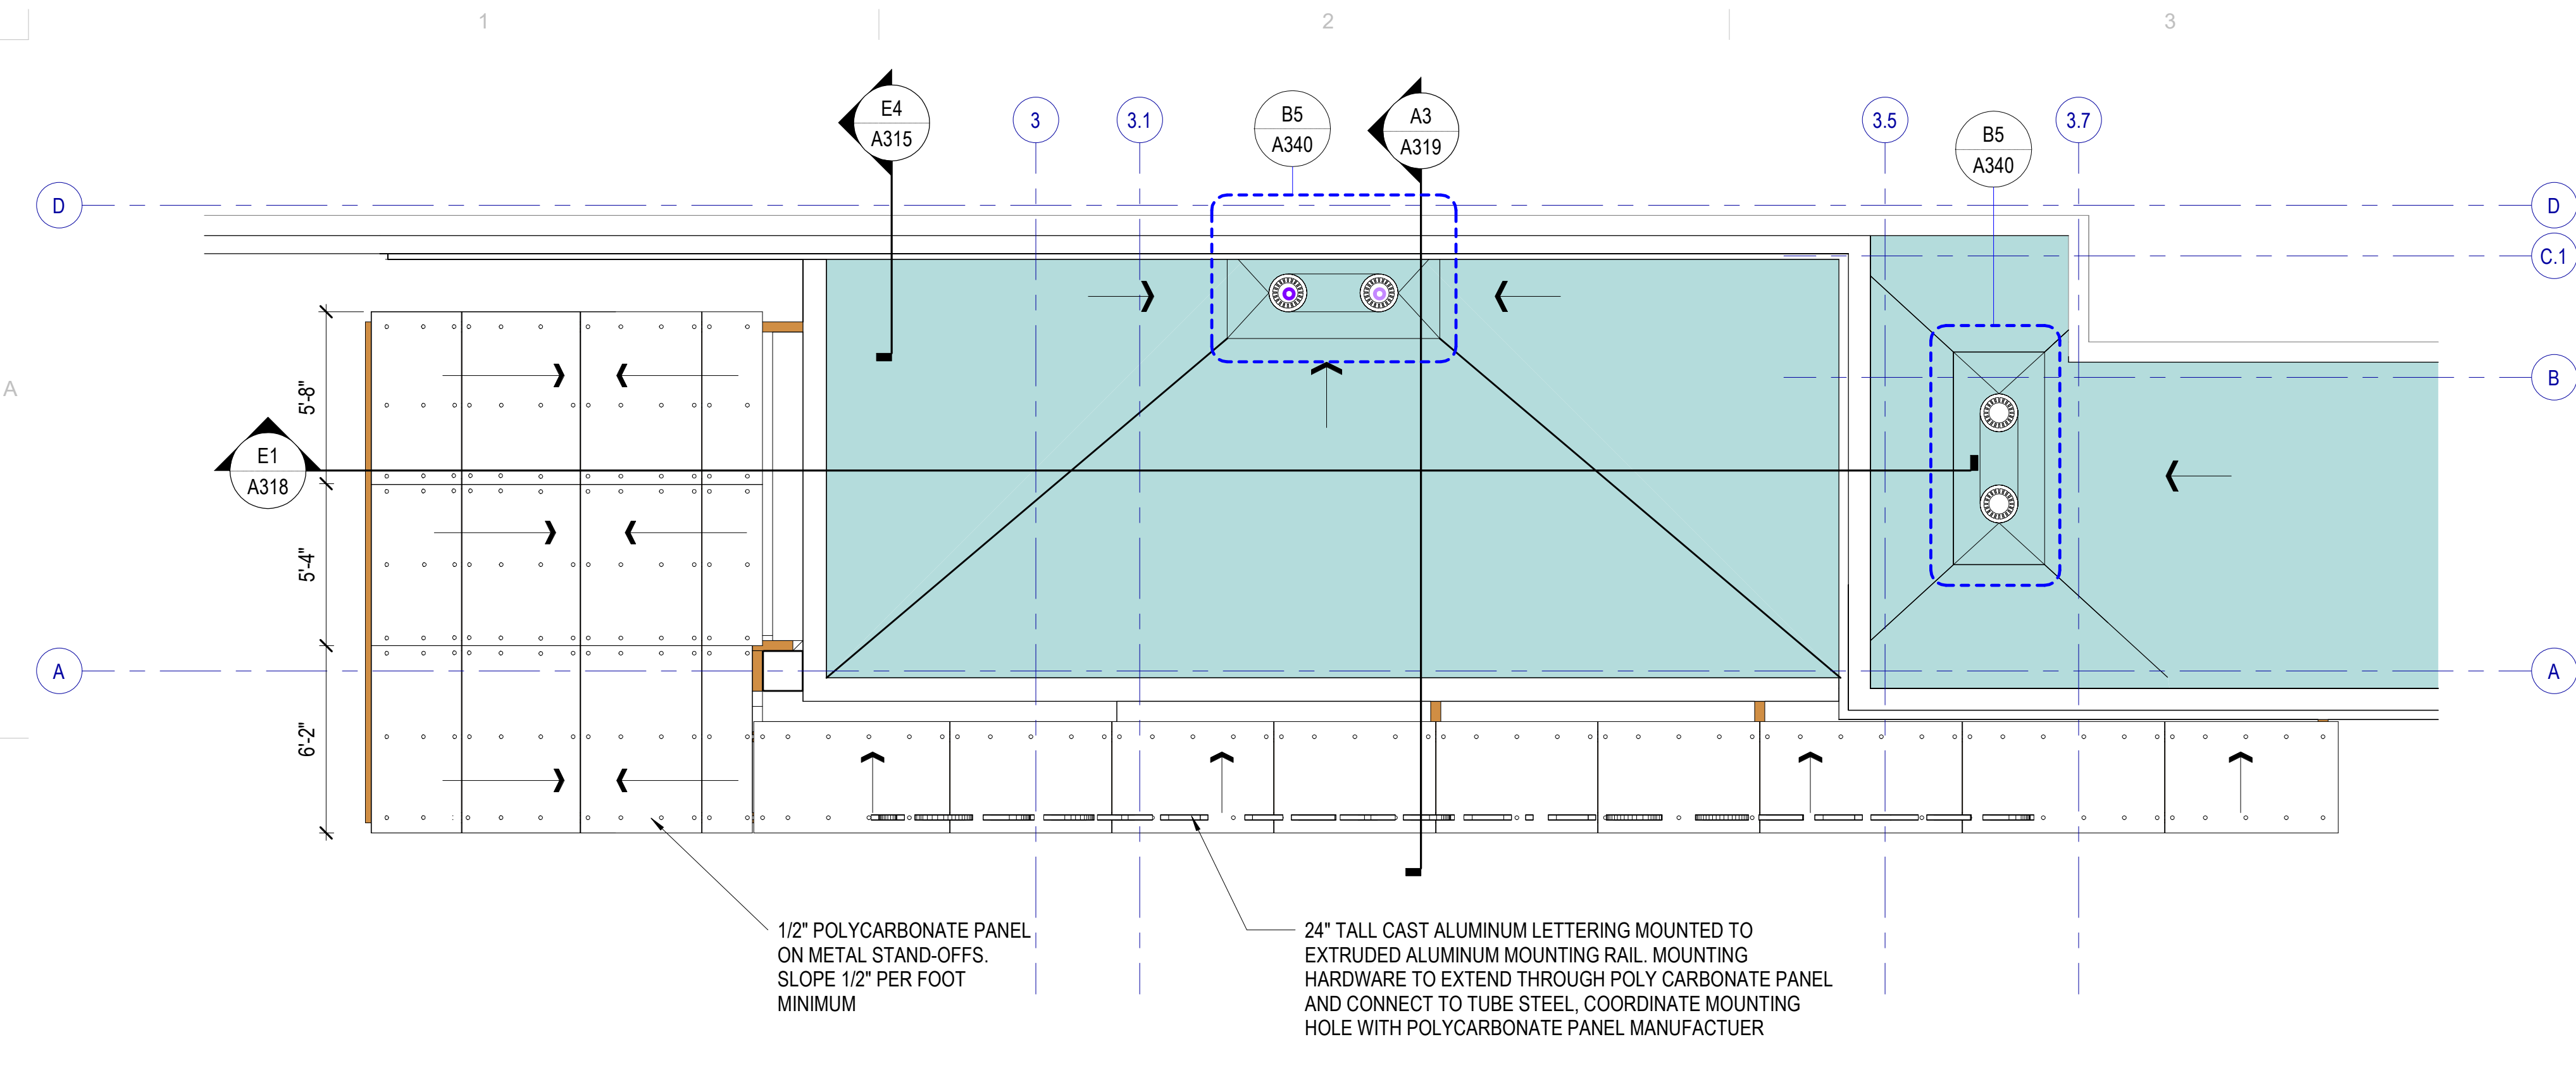 1 2 3
E4
A315
3
3.1
B5
A340
A3
A319
3.5
B5
A340
3.7
D
D
C.1
A
B
5'-8"
E1
A318
5'-4"
A
A
6'-2"
1/2" POLYCARBONATE PANEL
ON METAL STAND-OFFS.
SLOPE 1/2" PER FOOT
MINIMUM
24" TALL CAST ALUMINUM LETTERING MOUNTED TO
EXTRUDED ALUMINUM MOUNTING RAIL. MOUNTING
HARDWARE TO EXTEND THROUGH POLY CARBONATE PANEL
AND CONNECT TO TUBE STEEL, COORDINATE MOUNTING
HOLE WITH POLYCARBONATE PANEL MANUFACTUER